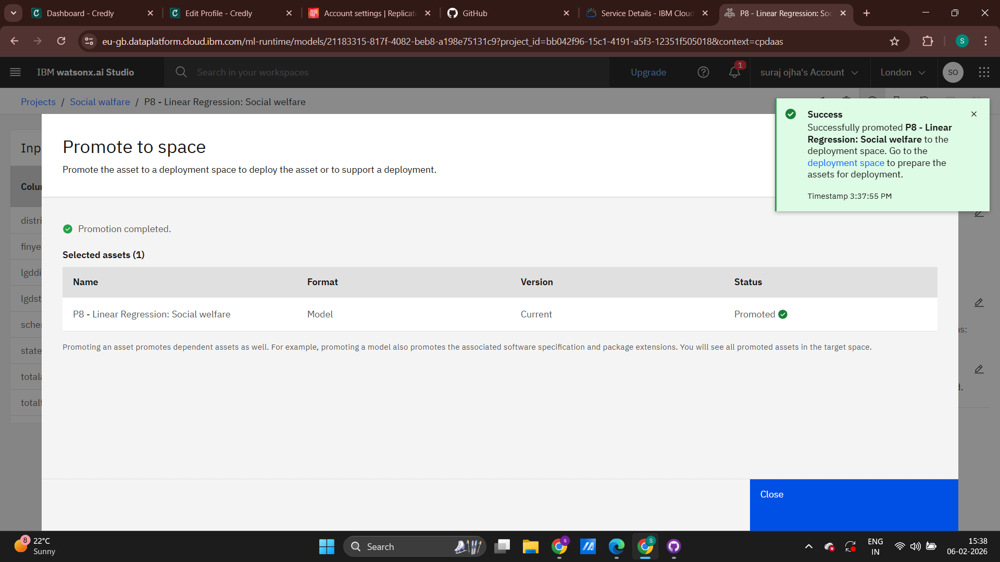 Dashboard - Credly
Edit Profile - Credly
Account settings | Replicate
GitHub
Service Details - IBM Cloud
P8 - Linear Regression: Soc
eu-gb.dataplatform.cloud.ibm.com/ml-runtime/models/21183315-817f-4082-beb8-a198e75131c9?project_id=bb042f96-15c1-4191-a5f3-12351f505018&context=cpdaas
S
IBM watsonx.ai Studio
Search in your workspaces
Upgrade
1
suraj ojha's Account
London
SO
Projects / Social walfare / P8 - Linear Regression: Social welfare
Success
Successfully promoted P8 - Linear
Regression: Social welfare to the
deployment space. Go to the
deployment space to prepare the
assets for deployment.
Timestamp 3:37:55 PM
Inp
Colu
distri
finye
lgddi
lgdst
scher
state
total
totalf
Promote to space
Promote the asset to a deployment space to deploy the asset or to support a deployment.
Promotion completed.
Selected assets (1)
Name Format Version Status
P8 - Linear Regression: Social welfare Model Current Promoted
Promoting an asset promotes dependent assets as well. For example, promoting a model also promotes the associated software specification and package extensions. You will see all promoted assets in the target space.
Close
8
22°C
Sunny
Search
S
S
ENG
IN
15:38
06-02-2026